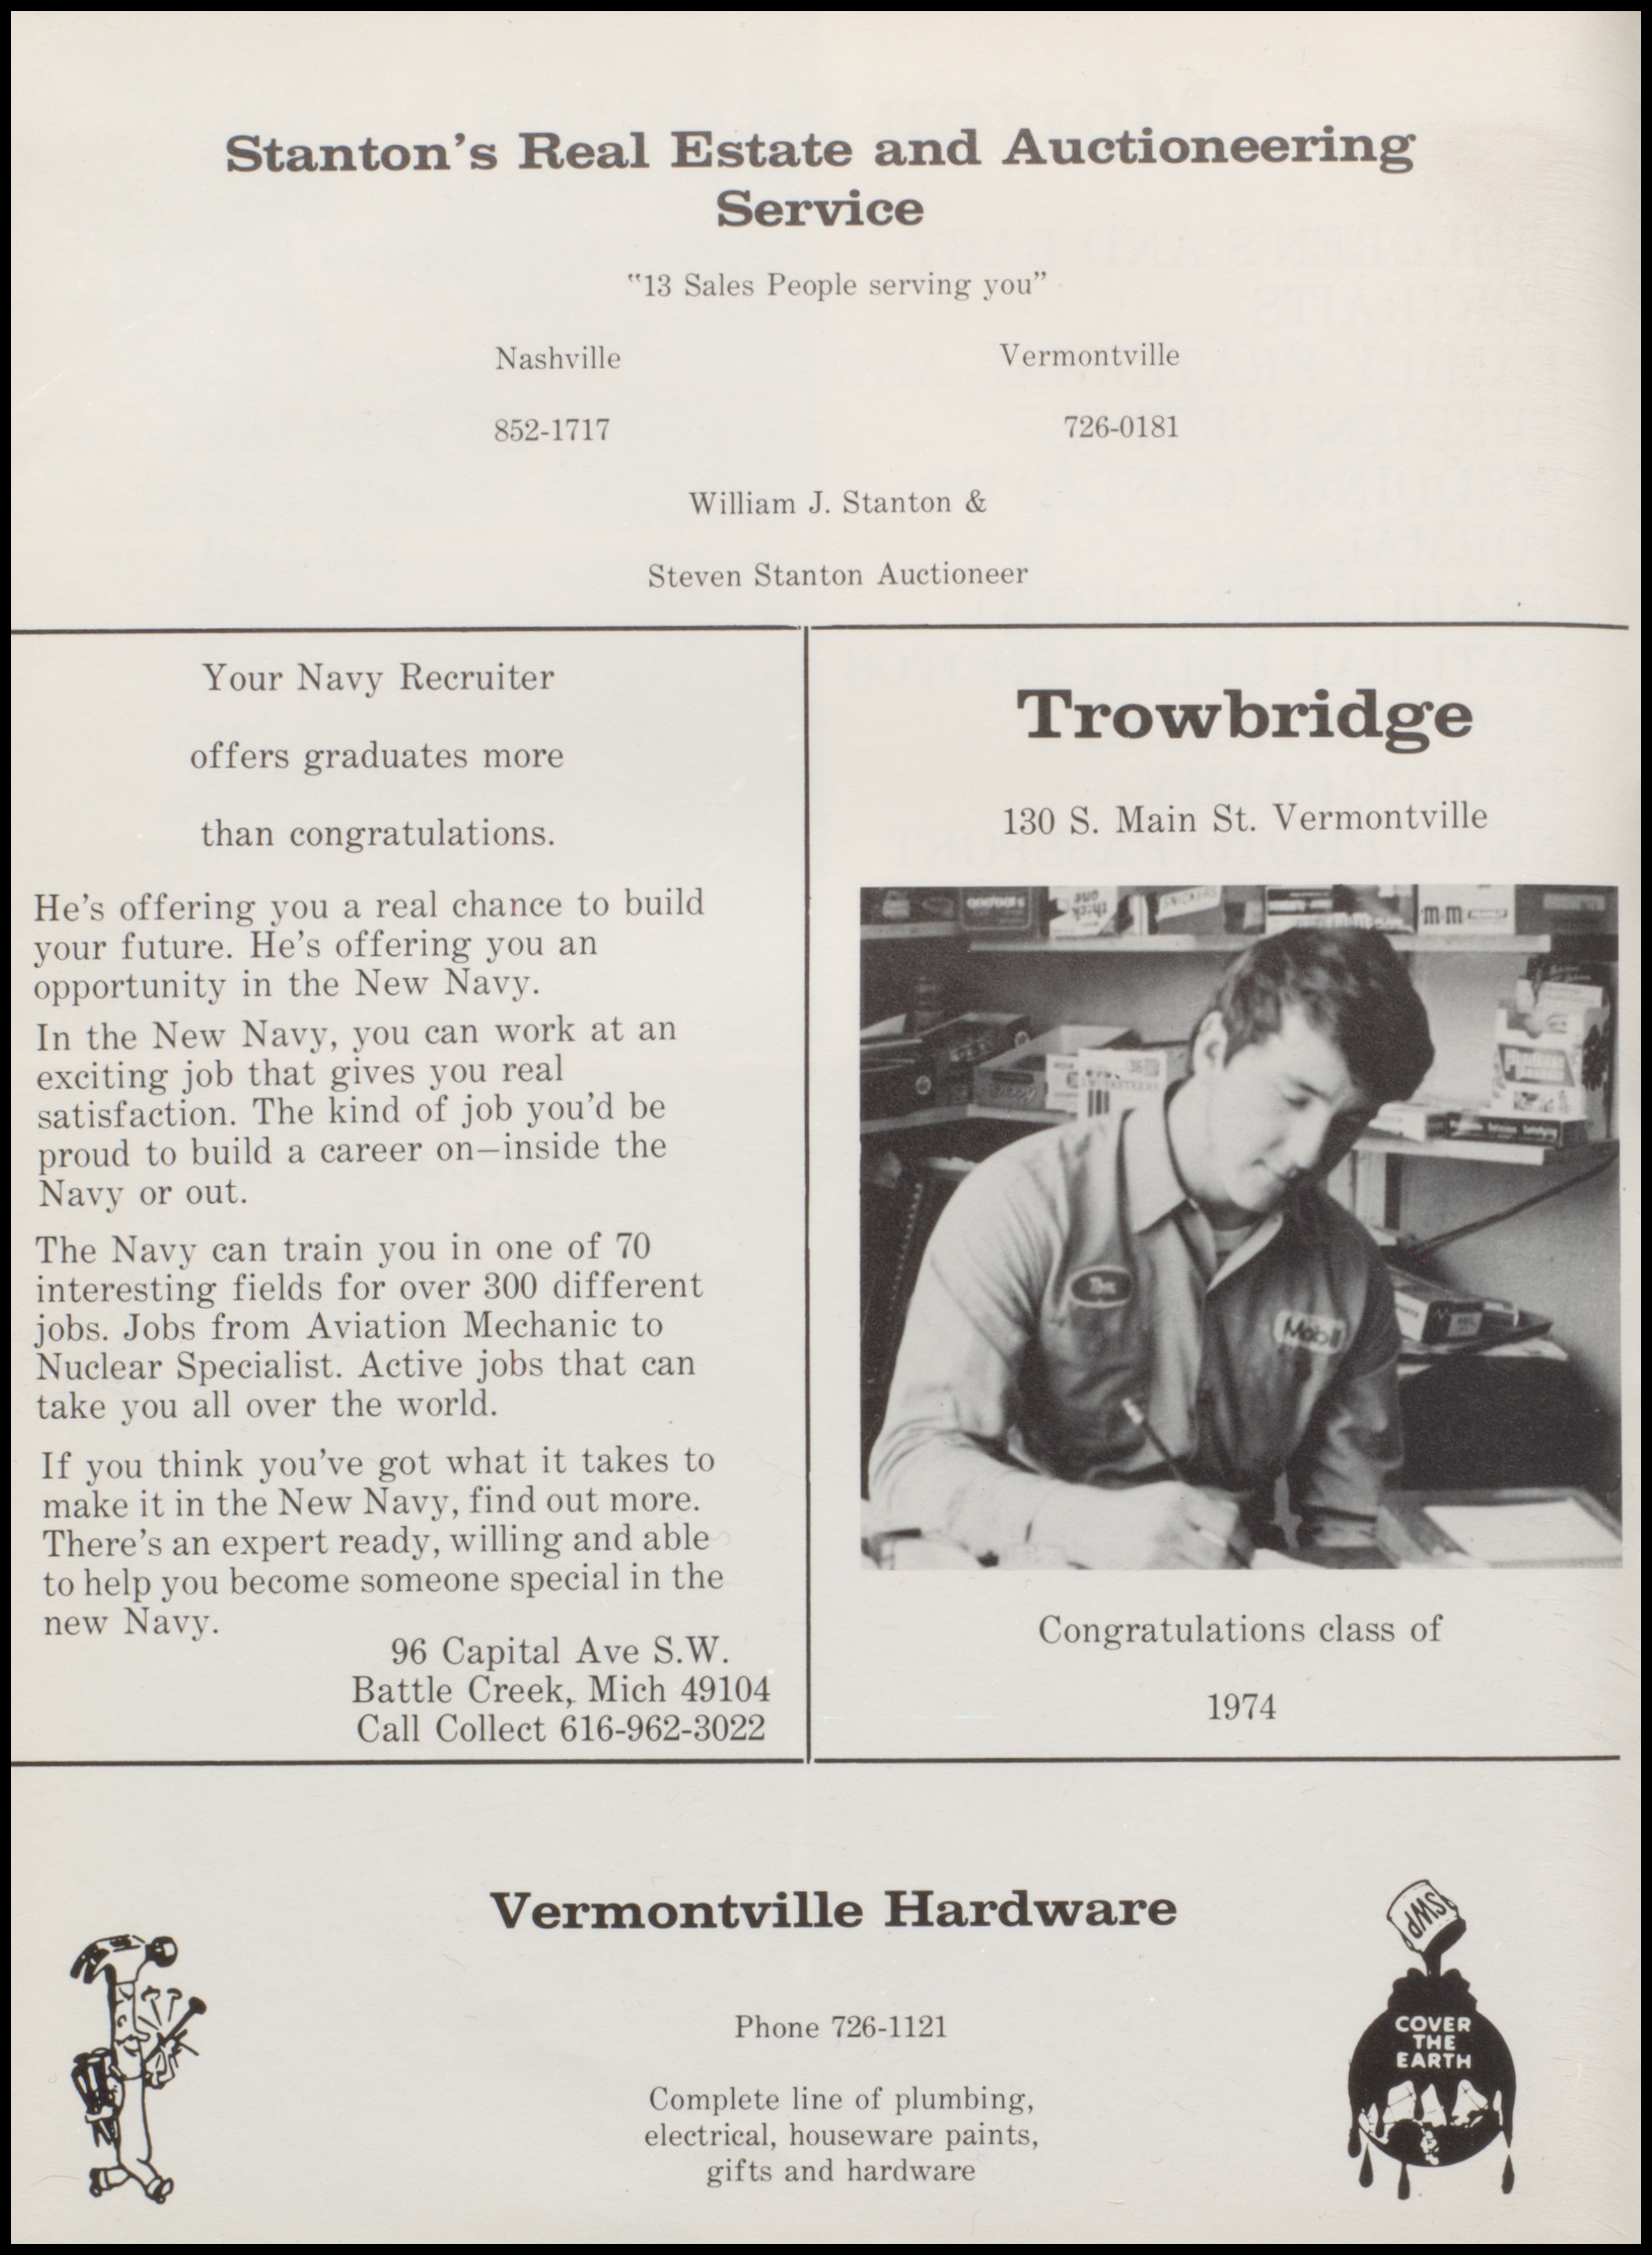 Stanton's Real Estate and Auctioneering
Service
"13 Sales People serving you"
Nashville
Vermontville
852-1717
726-0181
William J. Stanton &
Steven Stanton Auctioneer
Your Navy Recruiter
offers graduates more
than congratulations.
He's offering you a real chance to build
your future. He's offering you an
opportunity in the New Navy.
In the New Navy, you can work at an
exciting job that gives you real
satisfaction. The kind of job you'd be
proud to build a career on—inside the
Navy or out.
The Navy can train you in one of 70
interesting fields for over 300 different
jobs. Jobs from Aviation Mechanic to
Nuclear Specialist. Active jobs that can
take you all over the world.
If you think you've got what it takes to
make it in the New Navy, find out more.
There's an expert ready, willing and able
to help you become someone special in the
new Navy.
96 Capital Ave S.W.
Battle Creek, Mich 49104
Call Collect 616-962-3022
Trowbridge
130 S. Main St. Vermontville
SNICKERS
m·m
36
Mobil
Congratulations class of
1974
Vermontville Hardware
Phone 726-1121
Complete line of plumbing,
electrical, houseware paints,
gifts and hardware
SWP
COVER
THE
EARTH